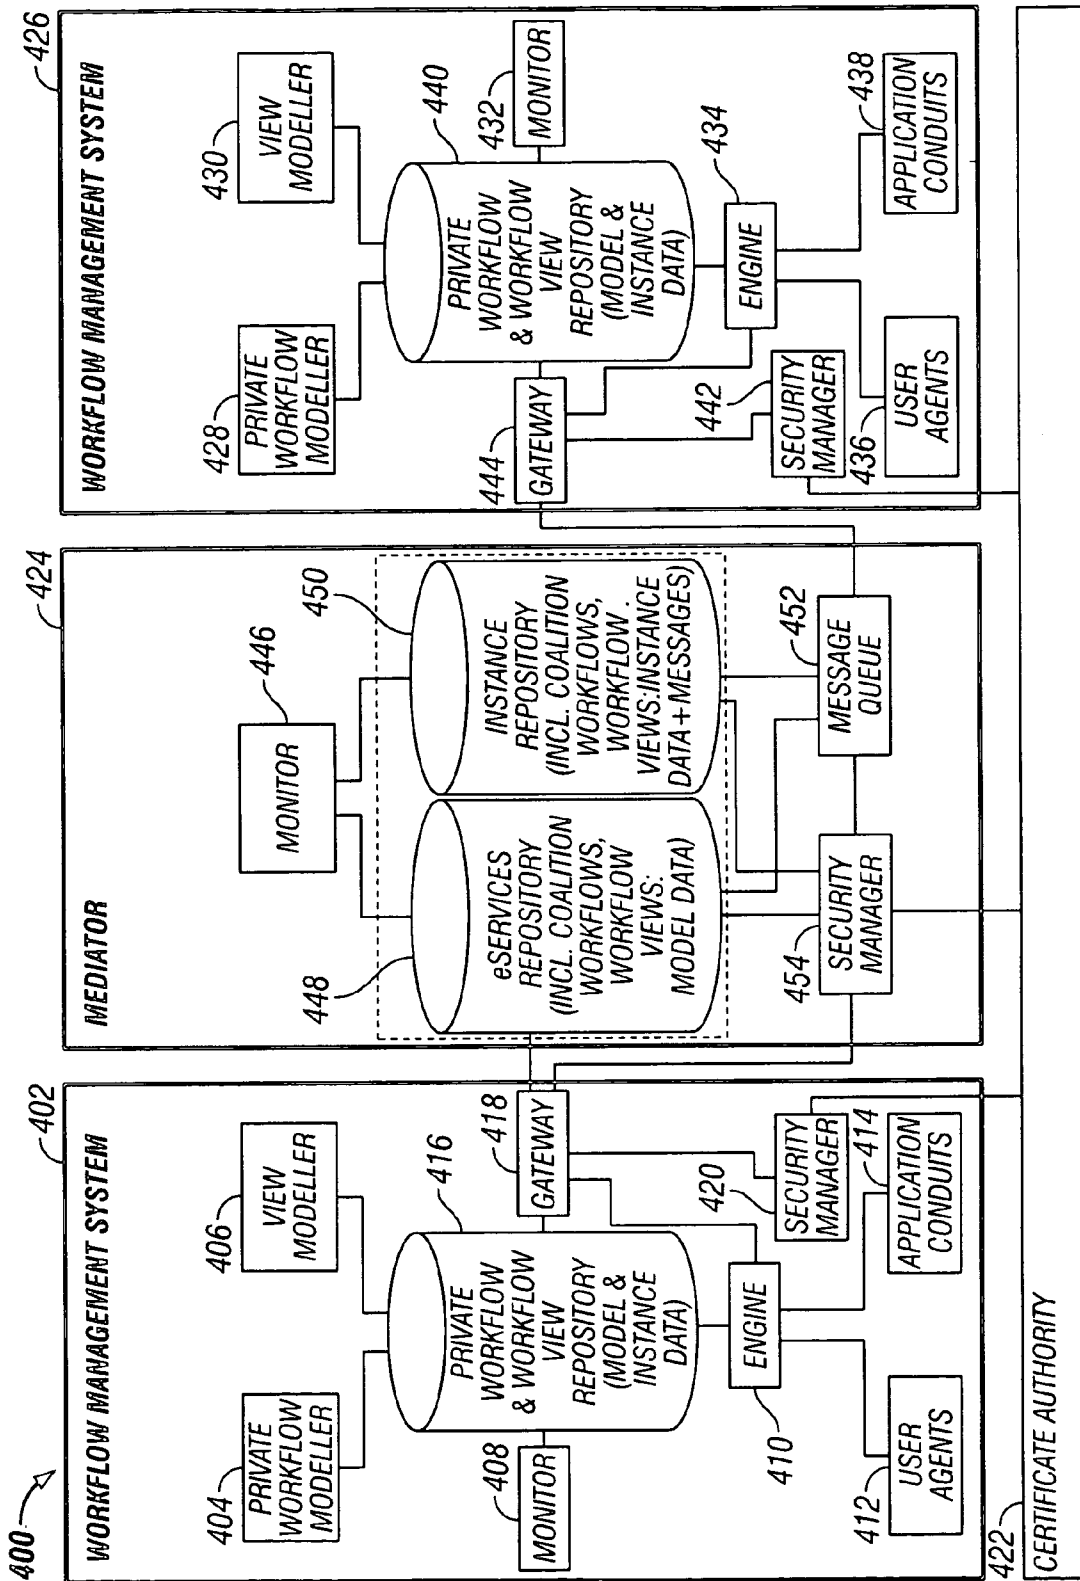 400
402
WORKFLOW MANAGEMENT SYSTEM
404
PRIVATE
WORKFLOW
MODELLER
406
VIEW
MODELLER
408
MONITOR
416
PRIVATE
WORKFLOW
& WORKFLOW
VIEW
REPOSITORY
(MODEL &
INSTANCE
DATA)
418
GATEWAY
410
ENGINE
420
SECURITY
MANAGER
412
USER
AGENTS
414
APPLICATION
CONDUITS
424
MEDIATOR
446
MONITOR
448
eSERVICES
REPOSITORY
(INCL. COALITION
WORKFLOWS,
WORKFLOW
VIEWS:
MODEL DATA)
450
INSTANCE
REPOSITORY
(INCL. COALITION
WORKFLOWS,
WORKFLOW .
VIEWS:INSTANCE
DATA+MESSAGES)
454
SECURITY
MANAGER
452
MESSAGE
QUEUE
426
WORKFLOW MANAGEMENT SYSTEM
428
PRIVATE
WORKFLOW
MODELLER
430
VIEW
MODELLER
440
PRIVATE
WORKFLOW
& WORKFLOW
VIEW
REPOSITORY
(MODEL &
INSTANCE
DATA)
432
MONITOR
444
GATEWAY
434
ENGINE
442
SECURITY
MANAGER
436
USER
AGENTS
438
APPLICATION
CONDUITS
422
CERTIFICATE AUTHORITY